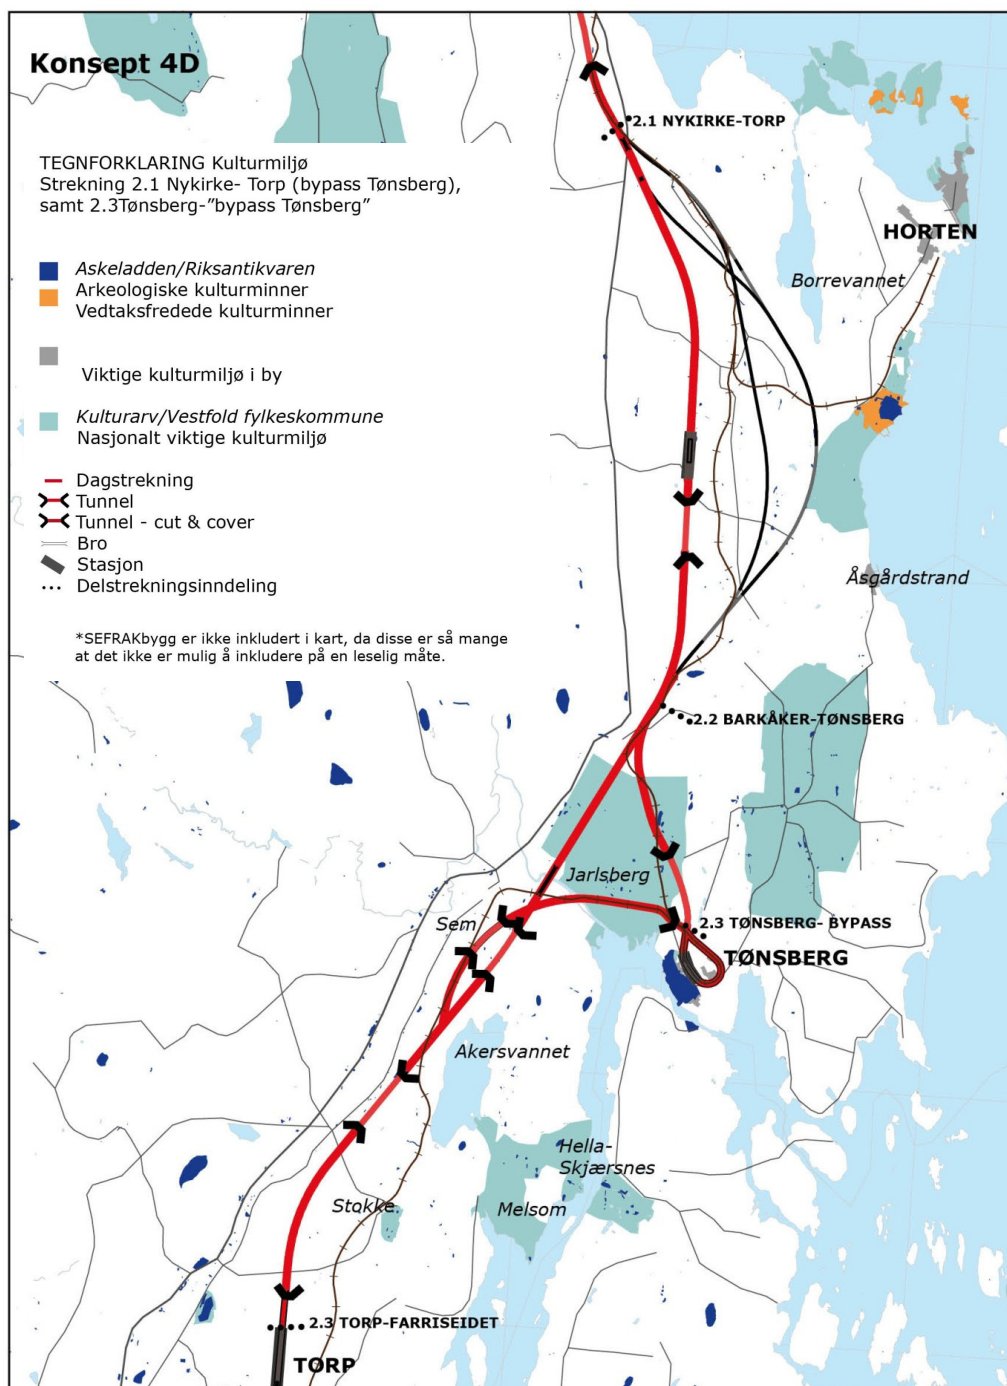 Konsept 4D
2.1 NYKIRKE-TORP
TEGNFORKLARING Kulturmiljø
Strekning 2.1 Nykirke- Torp (bypass Tønsberg),
samt 2.3Tønsberg-”bypass Tønsberg”
HORTEN
Askeladden/Riksantikvaren
Arkeologiske kulturminner
Vedtaksfredede kulturminner
Borrevannet
Viktige kulturmiljø i by
Kulturarv/Vestfold fylkeskommune
Nasjonalt viktige kulturmiljø
Dagstrekning
Tunnel
Tunnel - cut & cover
Bro
Stasjon
Delstrekningsinndeling
Åsgårdstrand
*SEFRAKbygg er ikke inkludert i kart, da disse er så mange
at det ikke er mulig å inkludere på en leselig måte.
2.2 BARKÅKER-TØNSBERG
Jarlsberg
Sem
2.3 TØNSBERG- BYPASS
TØNSBERG
Akersvannet
Hella-
Skjærsnes
Stokke
Melsom
2.3 TORP-FARRISEIDET
TORP